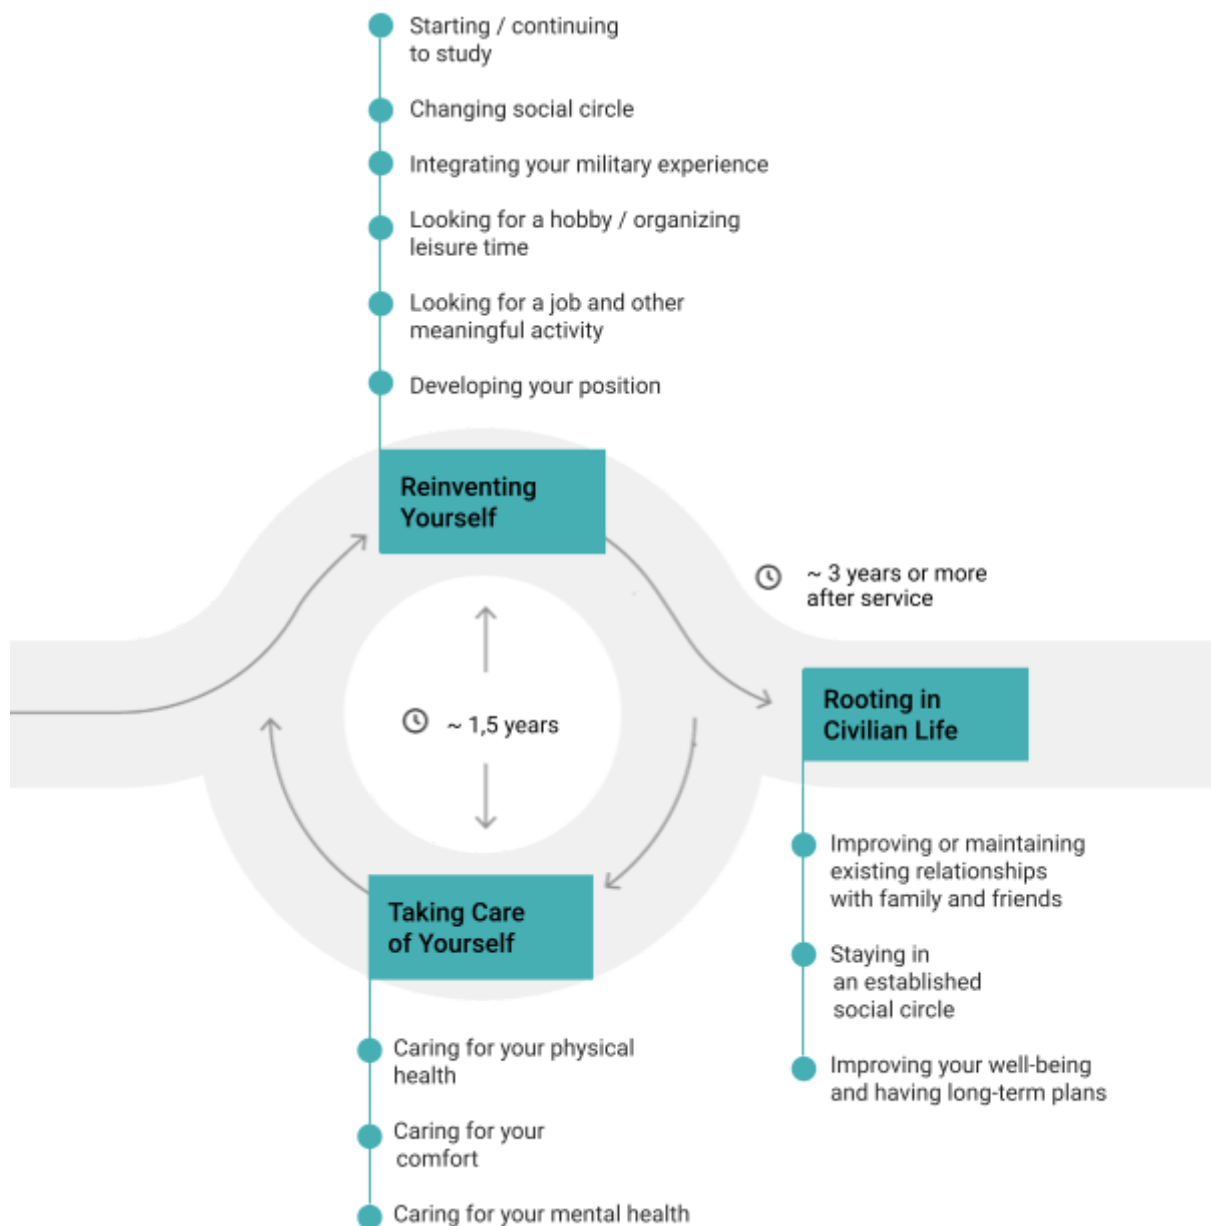 Starting / continuing
to study
Changing social circle
Integrating your military experience
Looking for a hobby / organizing
leisure time
Looking for a job and other
meaningful activity
Developing your position
Reinventing
Yourself
~ 3 years or more
after service
~ 1,5 years
Rooting in
Civilian Life
Improving or maintaining
existing relationships
with family and friends
Staying in
an established
social circle
Improving your well-being
and having long-term plans
Taking Care
of Yourself
Caring for your physical
health
Caring for your
comfort
Caring for your mental health